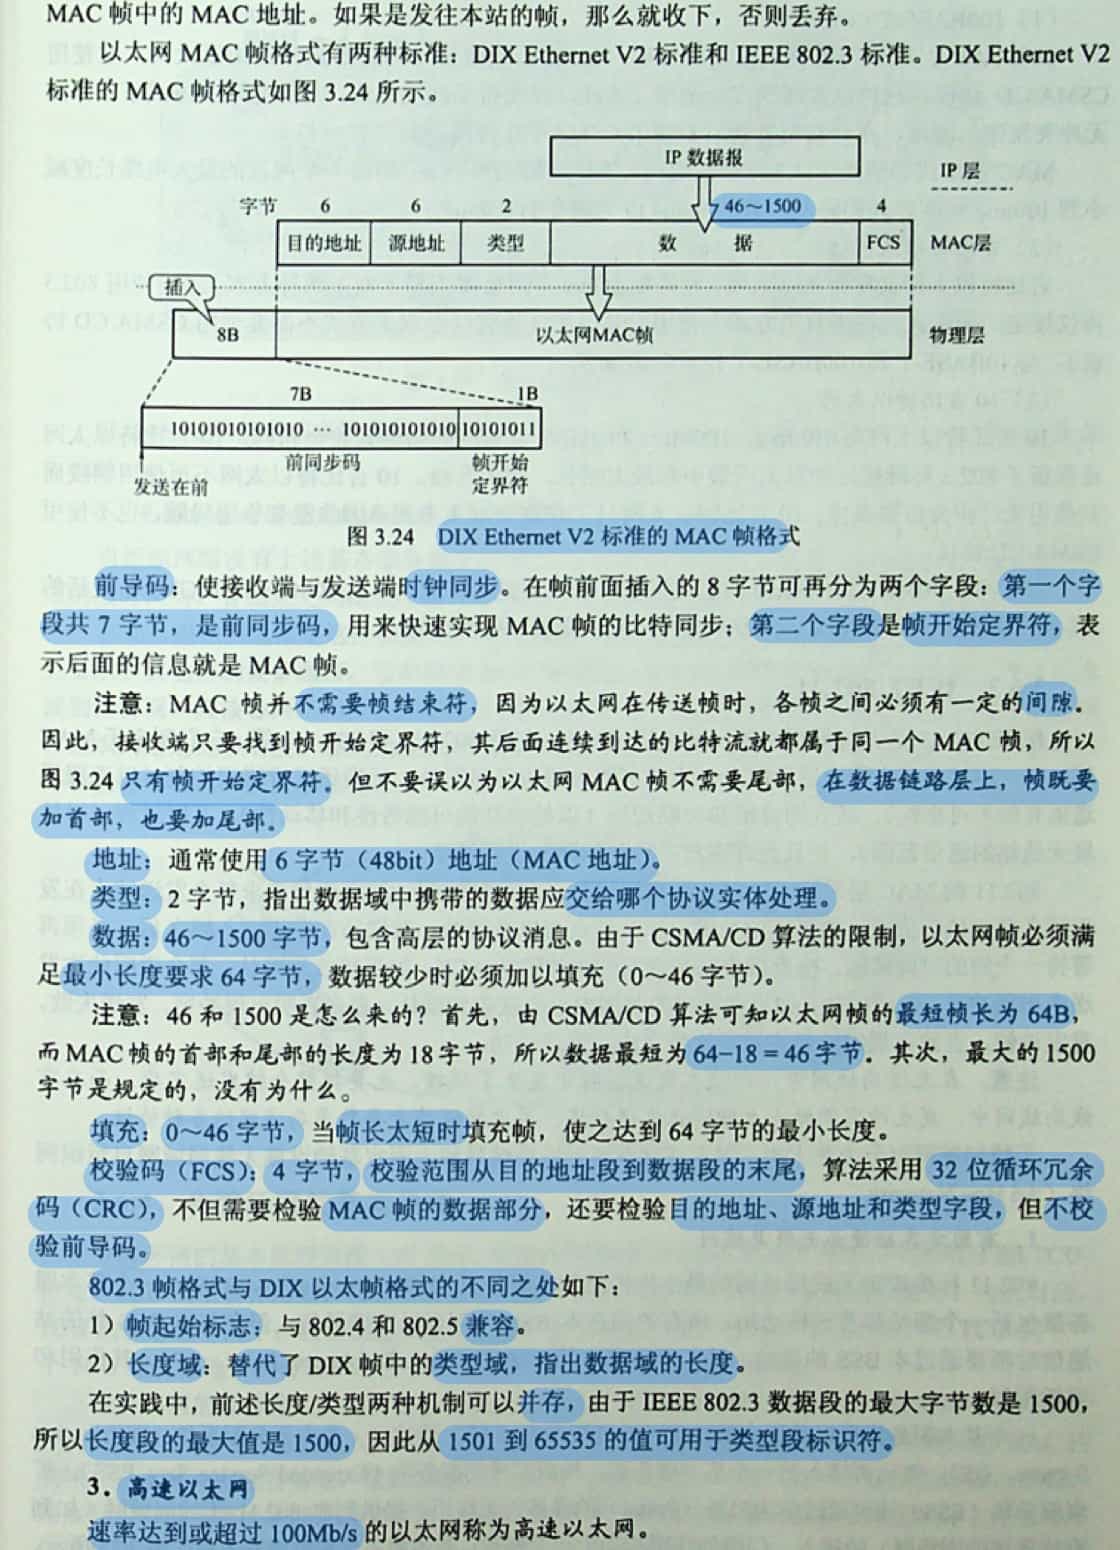 MAC 帧中的 MAC 地址。如果是发往本站的帧，那么就收下，否则丢弃。
以太网 MAC 帧格式有两种标准：DIX Ethernet V2 标准和 IEEE 802.3 标准。DIX Ethernet V2
标准的 MAC 帧格式如图 3.24 所示。
IP 数据报
IP 层
字节 6 6 2 46～1500 4
目的地址 源地址 类型 数 据 FCS MAC层
插入
8B 以太网MAC帧 物理层
7B 1B
10101010101010 … 101010101010 10101011
前同步码 帧开始
定界符
发送在前
图 3.24 DIX Ethernet V2 标准的 MAC 帧格式
前导码：使接收端与发送端时钟同步。在帧前面插入的 8 字节可再分为两个字段：第一个字
段共 7 字节，是前同步码，用来快速实现 MAC 帧的比特同步；第二个字段是帧开始定界符，表
示后面的信息就是 MAC 帧。
注意：MAC 帧并不需要帧结束符，因为以太网在传送帧时，各帧之间必须有一定的间隙。
因此，接收端只要找到帧开始定界符，其后面连续到达的比特流就都属于同一个 MAC 帧，所以
图 3.24 只有帧开始定界符。但不要误以为以太网 MAC 帧不需要尾部，在数据链路层上，帧既要
加首部，也要加尾部。
地址：通常使用 6 字节（48bit）地址（MAC 地址）。
类型：2 字节，指出数据域中携带的数据应交给哪个协议实体处理。
数据：46～1500 字节，包含高层的协议消息。由于 CSMA/CD 算法的限制，以太网帧必须满
足最小长度要求 64 字节，数据较少时必须加以填充（0～46 字节）。
注意：46 和 1500 是怎么来的？首先，由 CSMA/CD 算法可知以太网帧的最短帧长为 64B，
而 MAC 帧的首部和尾部的长度为 18 字节，所以数据最短为 64–18 = 46 字节。其次，最大的 1500
字节是规定的，没有为什么。
填充：0～46 字节，当帧长太短时填充帧，使之达到 64 字节的最小长度。
校验码（FCS）：4 字节，校验范围从目的地址段到数据段的末尾，算法采用 32 位循环冗余
码（CRC），不但需要检验 MAC 帧的数据部分，还要检验目的地址、源地址和类型字段，但不校
验前导码。
802.3 帧格式与 DIX 以太帧格式的不同之处如下：
1）帧起始标志：与 802.4 和 802.5 兼容。
2）长度域：替代了 DIX 帧中的类型域，指出数据域的长度。
在实践中，前述长度/类型两种机制可以并存，由于 IEEE 802.3 数据段的最大字节数是 1500，
所以长度段的最大值是 1500，因此从 1501 到 65535 的值可用于类型段标识符。
3．高速以太网
速率达到或超过 100Mb/s 的以太网称为高速以太网。